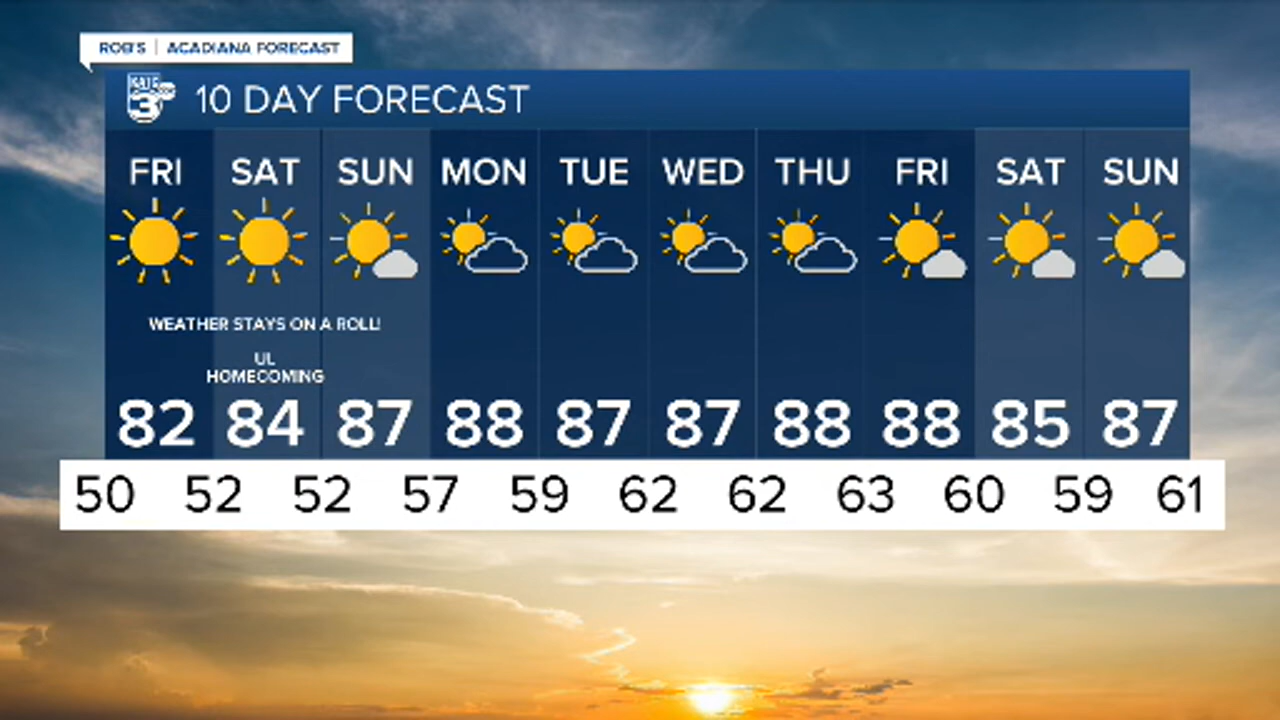 ROB'S | ACADIANA FORECAST
KATC
3
10 DAY FORECAST
FRI SAT SUN MON TUE WED THU FRI SAT SUN
WEATHER STAYS ON A ROLL!
UL
HOMECOMING
82 84 87 88 87 87 88 88 85 87
50 52 52 57 59 62 62 63 60 59 61